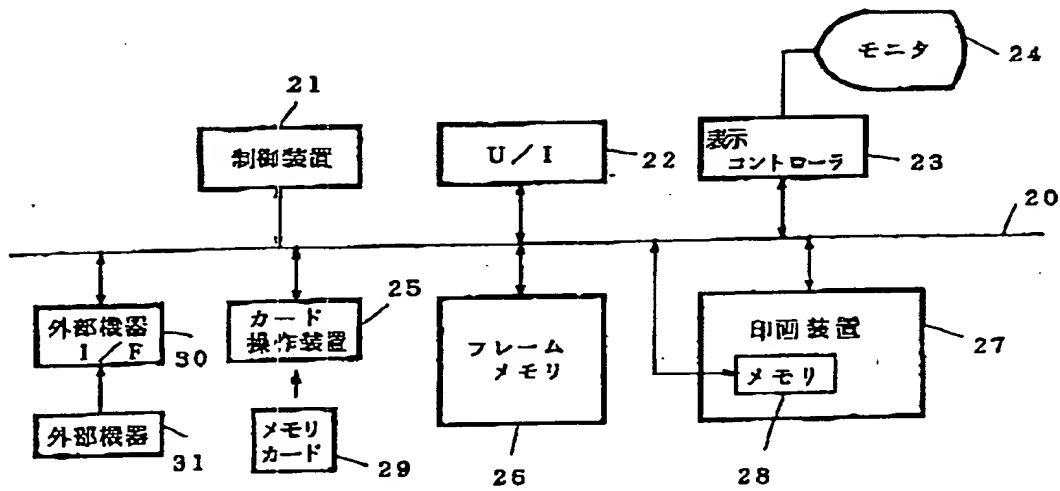 モニタ
24
21
制御装置
U/I
22
表示
コントローラ
23
20
外部機器
I F
30
カード
操作装置
25
フレーム
メモリ
26
印画装置
メモリ
27
28
外部機器
31
メモリ
カード
29